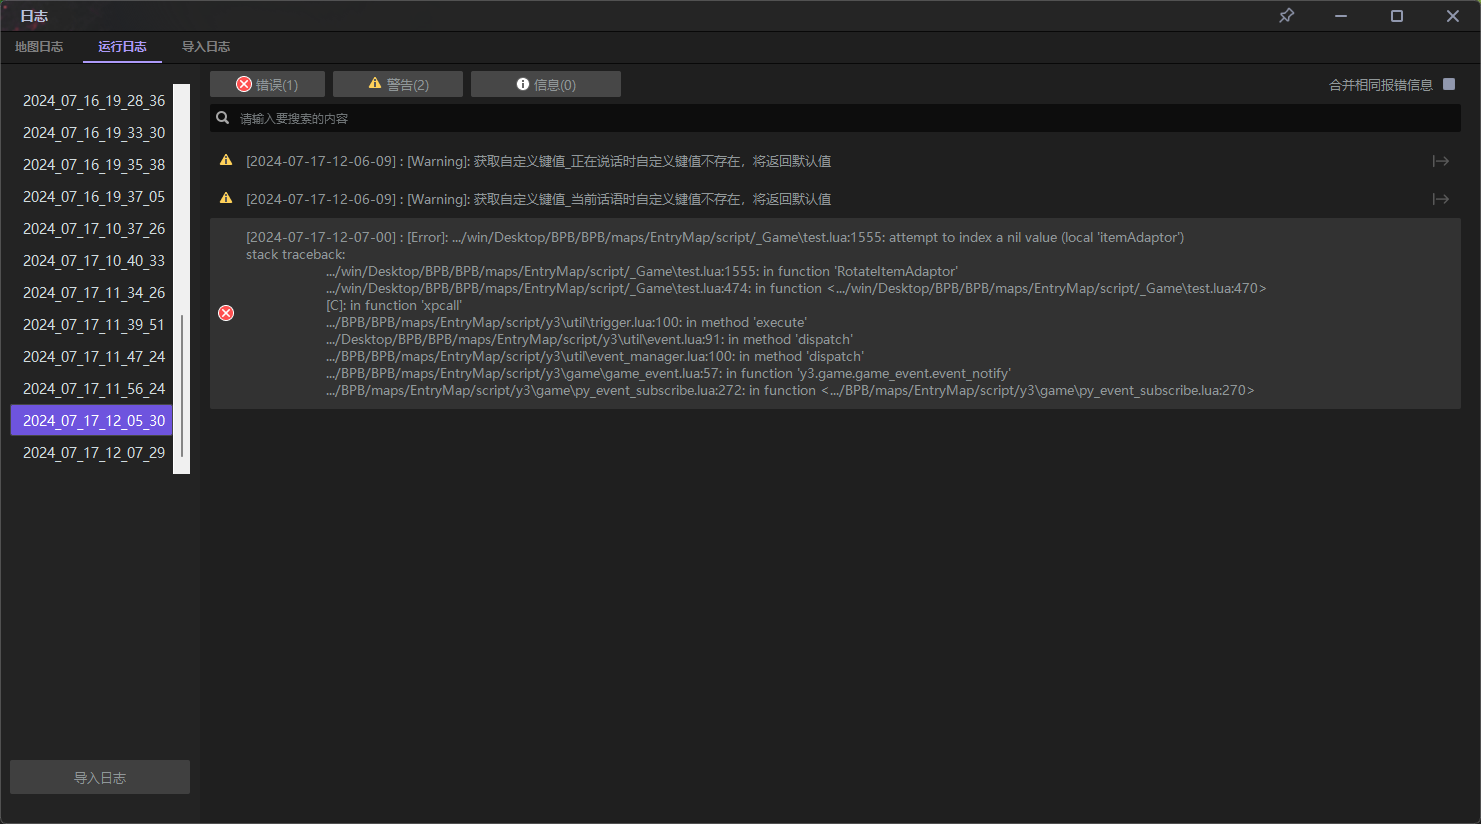 日志
地图日志
运行日志
导入日志
2024_07_16_19_28_36
2024_07_16_19_33_30
2024_07_16_19_35_38
2024_07_16_19_37_05
2024_07_17_10_37_26
2024_07_17_10_40_33
2024_07_17_11_34_26
2024_07_17_11_39_51
2024_07_17_11_47_24
2024_07_17_11_56_24
2024_07_17_12_05_30
2024_07_17_12_07_29
导入日志
错误(1)
警告(2)
信息(0)
合并相同报错信息
请输入要搜索的内容
[2024-07-17-12-06-09] : [Warning]: 获取自定义键值_正在说话时自定义键值不存在，将返回默认值
[2024-07-17-12-06-09] : [Warning]: 获取自定义键值_当前话语时自定义键值不存在，将返回默认值
[2024-07-17-12-07-00] : [Error]: .../win/Desktop/BPB/BPB/maps/EntryMap/script/_Game\test.lua:1555: attempt to index a nil value (local 'itemAdaptor')
stack traceback:
.../win/Desktop/BPB/BPB/maps/EntryMap/script/_Game\test.lua:1555: in function 'RotateItemAdaptor'
.../win/Desktop/BPB/BPB/maps/EntryMap/script/_Game\test.lua:474: in function <.../win/Desktop/BPB/BPB/maps/EntryMap/script/_Game\test.lua:470>
[C]: in function 'xpcall'
.../BPB/BPB/maps/EntryMap/script/y3\util\trigger.lua:100: in method 'execute'
.../Desktop/BPB/BPB/maps/EntryMap/script/y3\util\event.lua:91: in method 'dispatch'
.../BPB/BPB/maps/EntryMap/script/y3\util\event_manager.lua:100: in method 'dispatch'
.../BPB/BPB/maps/EntryMap/script/y3\game\game_event.lua:57: in function 'y3.game.game_event.event_notify'
.../BPB/maps/EntryMap/script/y3\game\py_event_subscribe.lua:272: in function <.../BPB/maps/EntryMap/script/y3\game\py_event_subscribe.lua:270>